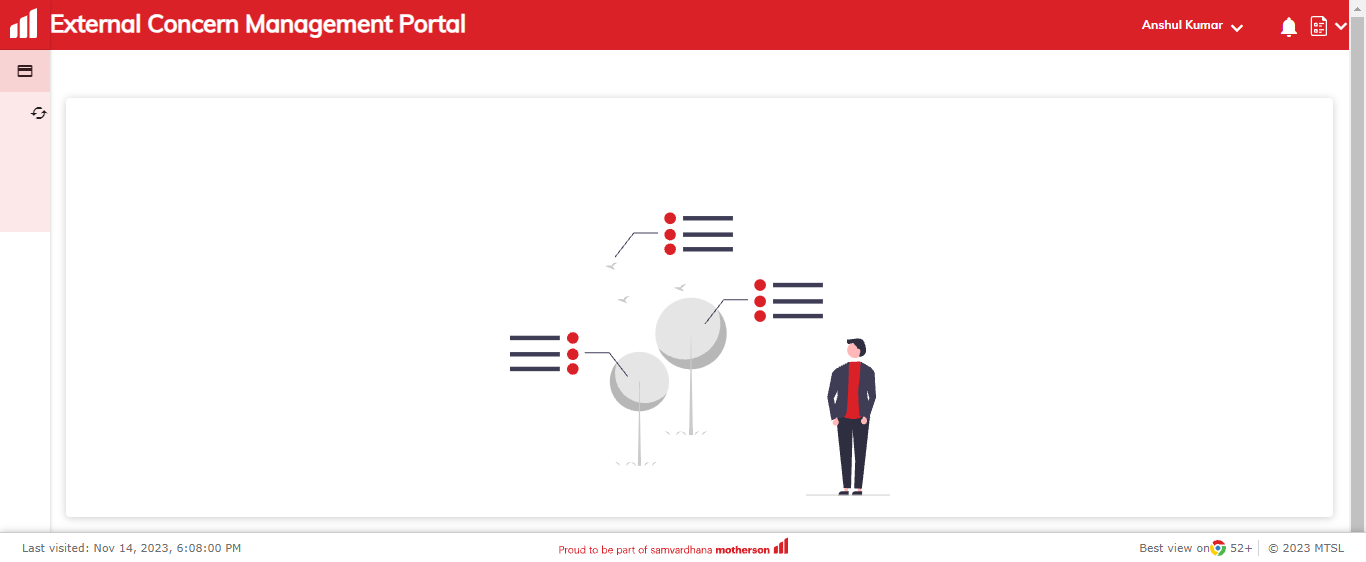 External Concern Management Portal
Anshul Kumar
Last visited: Nov 14, 2023, 6:08:00 PM
Proud to be part of samvardhana motherson
Best view on 52+
© 2023 MTSL